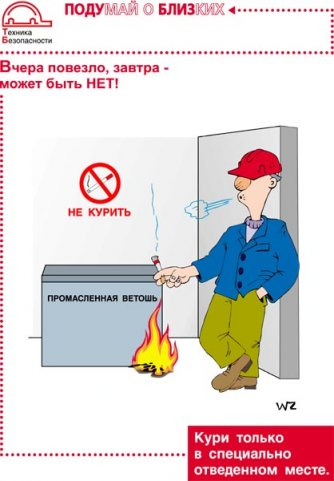 ПОДУМАЙ О БЛИЗКИХ
Техника
Безопасности
Вчера повезло, завтра -
может быть НЕТ!
НЕ КУРИТЬ
ПРОМАСЛЕННАЯ ВЕТОШЬ
WZ
Кури только
в специально
отведенном месте.